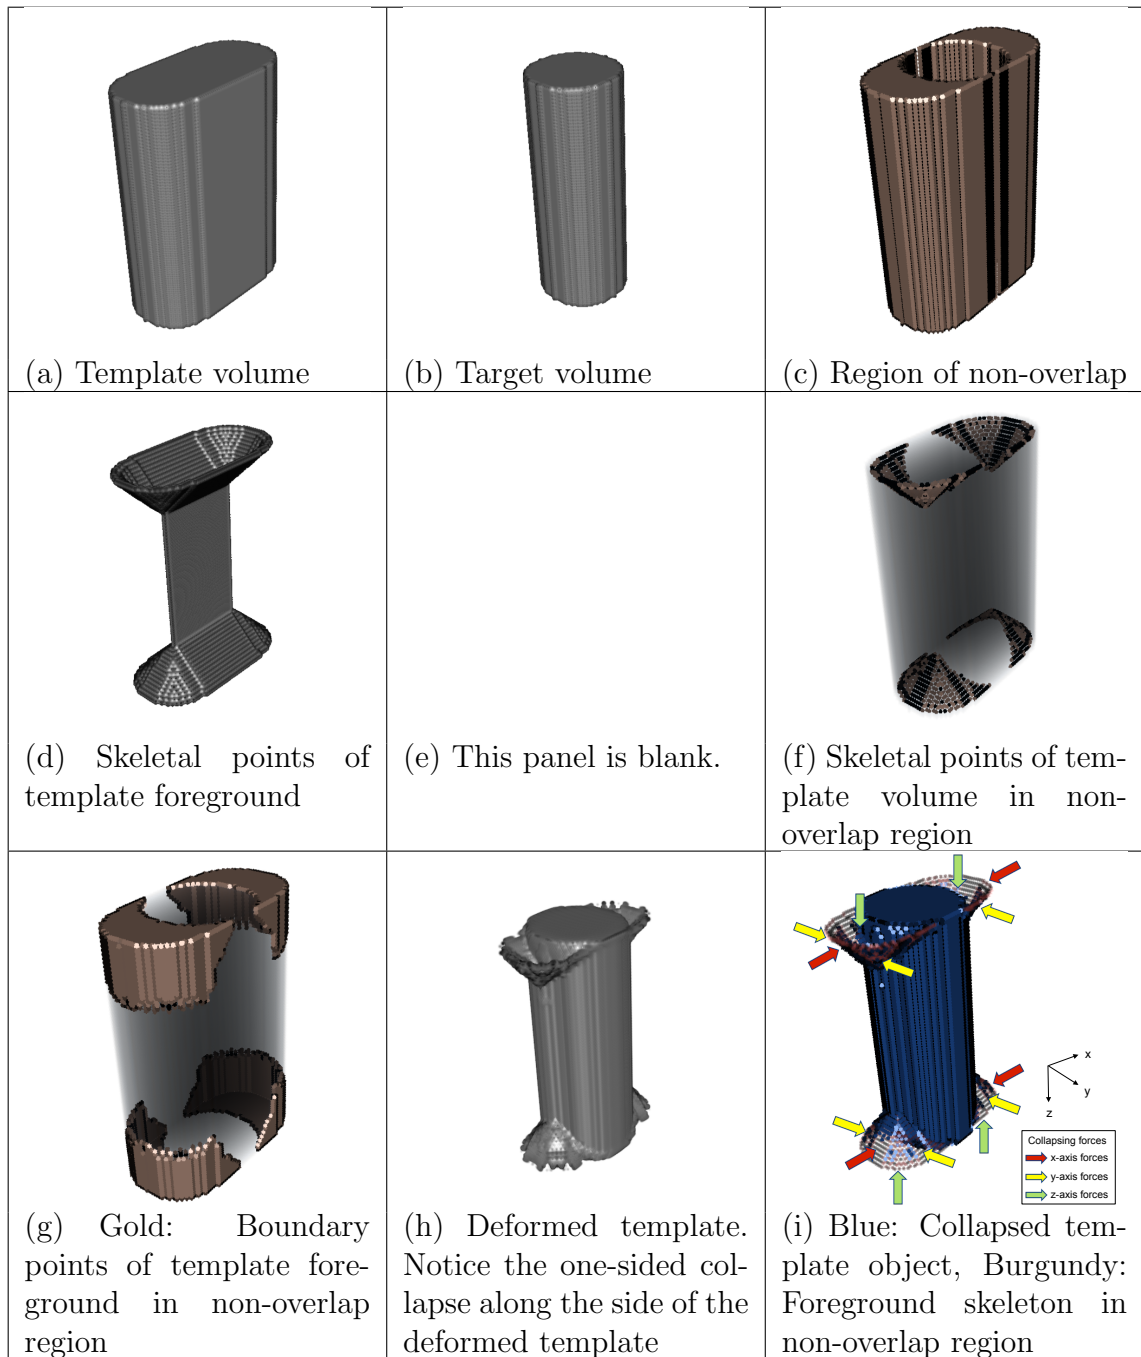 (a) Template volume
(b) Target volume
(c) Region of non-overlap
(d) Skeletal points of
template foreground
(e) This panel is blank.
(f) Skeletal points of tem-
plate volume in non-
overlap region
(g) Gold: Boundary
points of template fore-
ground in non-overlap
region
(h) Deformed template.
Notice the one-sided col-
lapse along the side of the
deformed template
x
y
z
Collapsing forces
x-axis forces
y-axis forces
z-axis forces
(i) Blue: Collapsed tem-
plate object, Burgundy:
Foreground skeleton in
non-overlap region